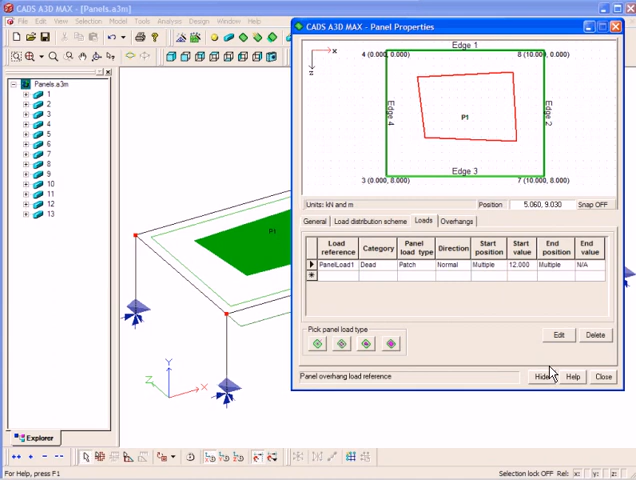 CADS A3D MAX - [Panels.a3m]
File Edit View Selection Model Tools Analysis Design Window Help
Panels.a3m
1
2
3
4
5
6
7
8
9
10
11
12
13
Explorer
P1
Y
Z
X
CADS A3D MAX - Panel Properties
x
z
Edge 1
4 (0.000, 0.000)
8 (10.000, 0.000)
Edge 4
P1
Edge 2
Edge 3
3 (0.000, 8.000)
7 (10.000, 8.000)
Units: kN and m Position 5.060, 9.030 Snap OFF
General Load distribution scheme Loads Overhangs
Load reference Category Panel load type Direction Start position Start value End position End value
PanelLoad1 Dead Patch Normal Multiple 12.000 Multiple N/A
Pick panel load type
Edit Delete
Panel overhang load reference
Hide Help Close
For Help, press F1
Selection lock OFF Rel: x: y: z: